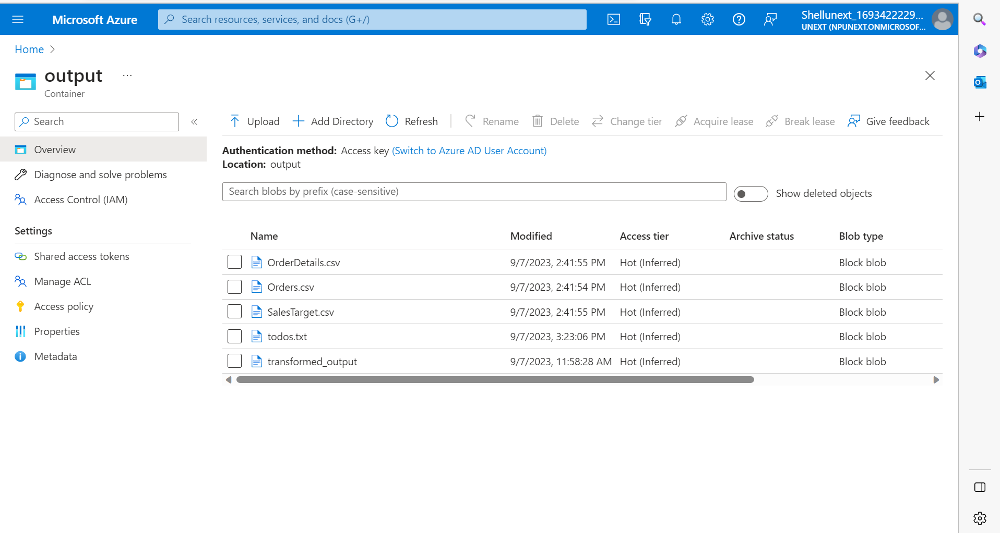 Microsoft Azure
Search resources, services, and docs (G+/)
Shellunext_1693422229...
UNEXT (NPUNEXT.ONMICROSOF...
Home
output
...
Container
Search
«
Upload
Add Directory
Refresh
Rename
Delete
Change tier
Acquire lease
Break lease
Give feedback
Overview
Diagnose and solve problems
Access Control (IAM)
Settings
Shared access tokens
Manage ACL
Access policy
Properties
Metadata
Authentication method: Access key (Switch to Azure AD User Account)
Location: output
Search blobs by prefix (case-sensitive)
Show deleted objects
Name Modified Access tier Archive status Blob type
OrderDetails.csv 9/7/2023, 2:41:55 PM Hot (Inferred) Block blob
Orders.csv 9/7/2023, 2:41:54 PM Hot (Inferred) Block blob
SalesTarget.csv 9/7/2023, 2:41:55 PM Hot (Inferred) Block blob
todos.txt 9/7/2023, 3:23:06 PM Hot (Inferred) Block blob
transformed_output 9/7/2023, 11:58:28 AM Hot (Inferred) Block blob